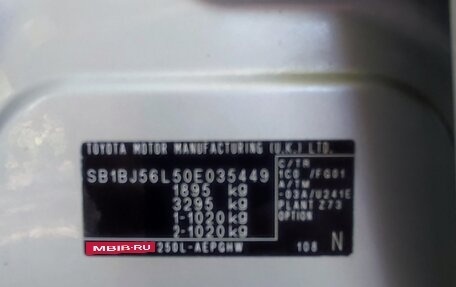 TOYOTA MOTOR MANUFACTURING (U.K.) LTD.
SB1BJ56L50E035449
1895 kg
3295 kg
1-1020 kg
2-1020 kg
C/TR
1C0 /FG01
A/TM
-03A/U241E
PLANT Z73
OPTION
250L-AEPGHW
108 N
MBIB·RU